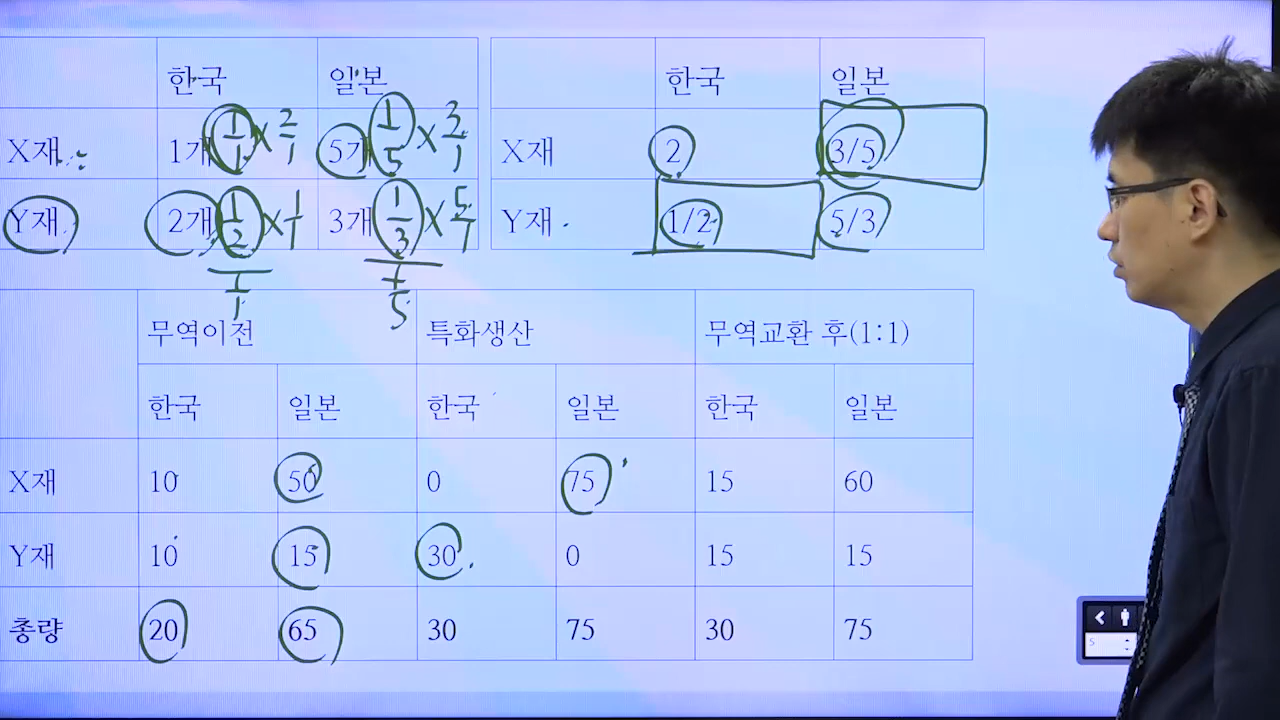 한국 일본
X재 1개 1/1 × 2/1 5개 1/5 × 3/1
Y재 2개 1/2 × 1/1 3개 1/3 × 5/1
1/1 1/5
한국 일본
X재 2 3/5
Y재 1/2 5/3
무역이전 특화생산 무역교환 후(1:1)
한국 일본 한국 일본 한국 일본
X재 10 50 0 75 15 60
Y재 10 15 30 0 15 15
총량 20 65 30 75 30 75
5